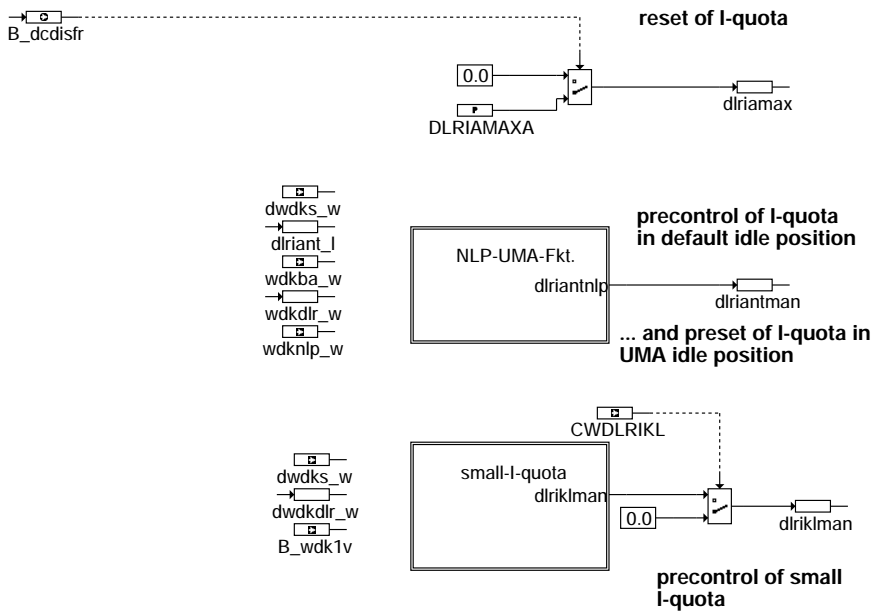 reset of I-quota
B_dcdisfr
0.0
dlriamax
P
DLRIAMAXA
dwdks_w
dlriant_l
wdkba_w
wdkdlr_w
wdknlp_w
NLP-UMA-Fkt.
dlriantnlp
precontrol of I-quota
in default idle position
dlriantman
... and preset of I-quota in
UMA idle position
CWDLRIKL
dwdks_w
dwdkdlr_w
B_wdk1v
small-I-quota
dlriklman
0.0
dlriklman
precontrol of small
I-quota